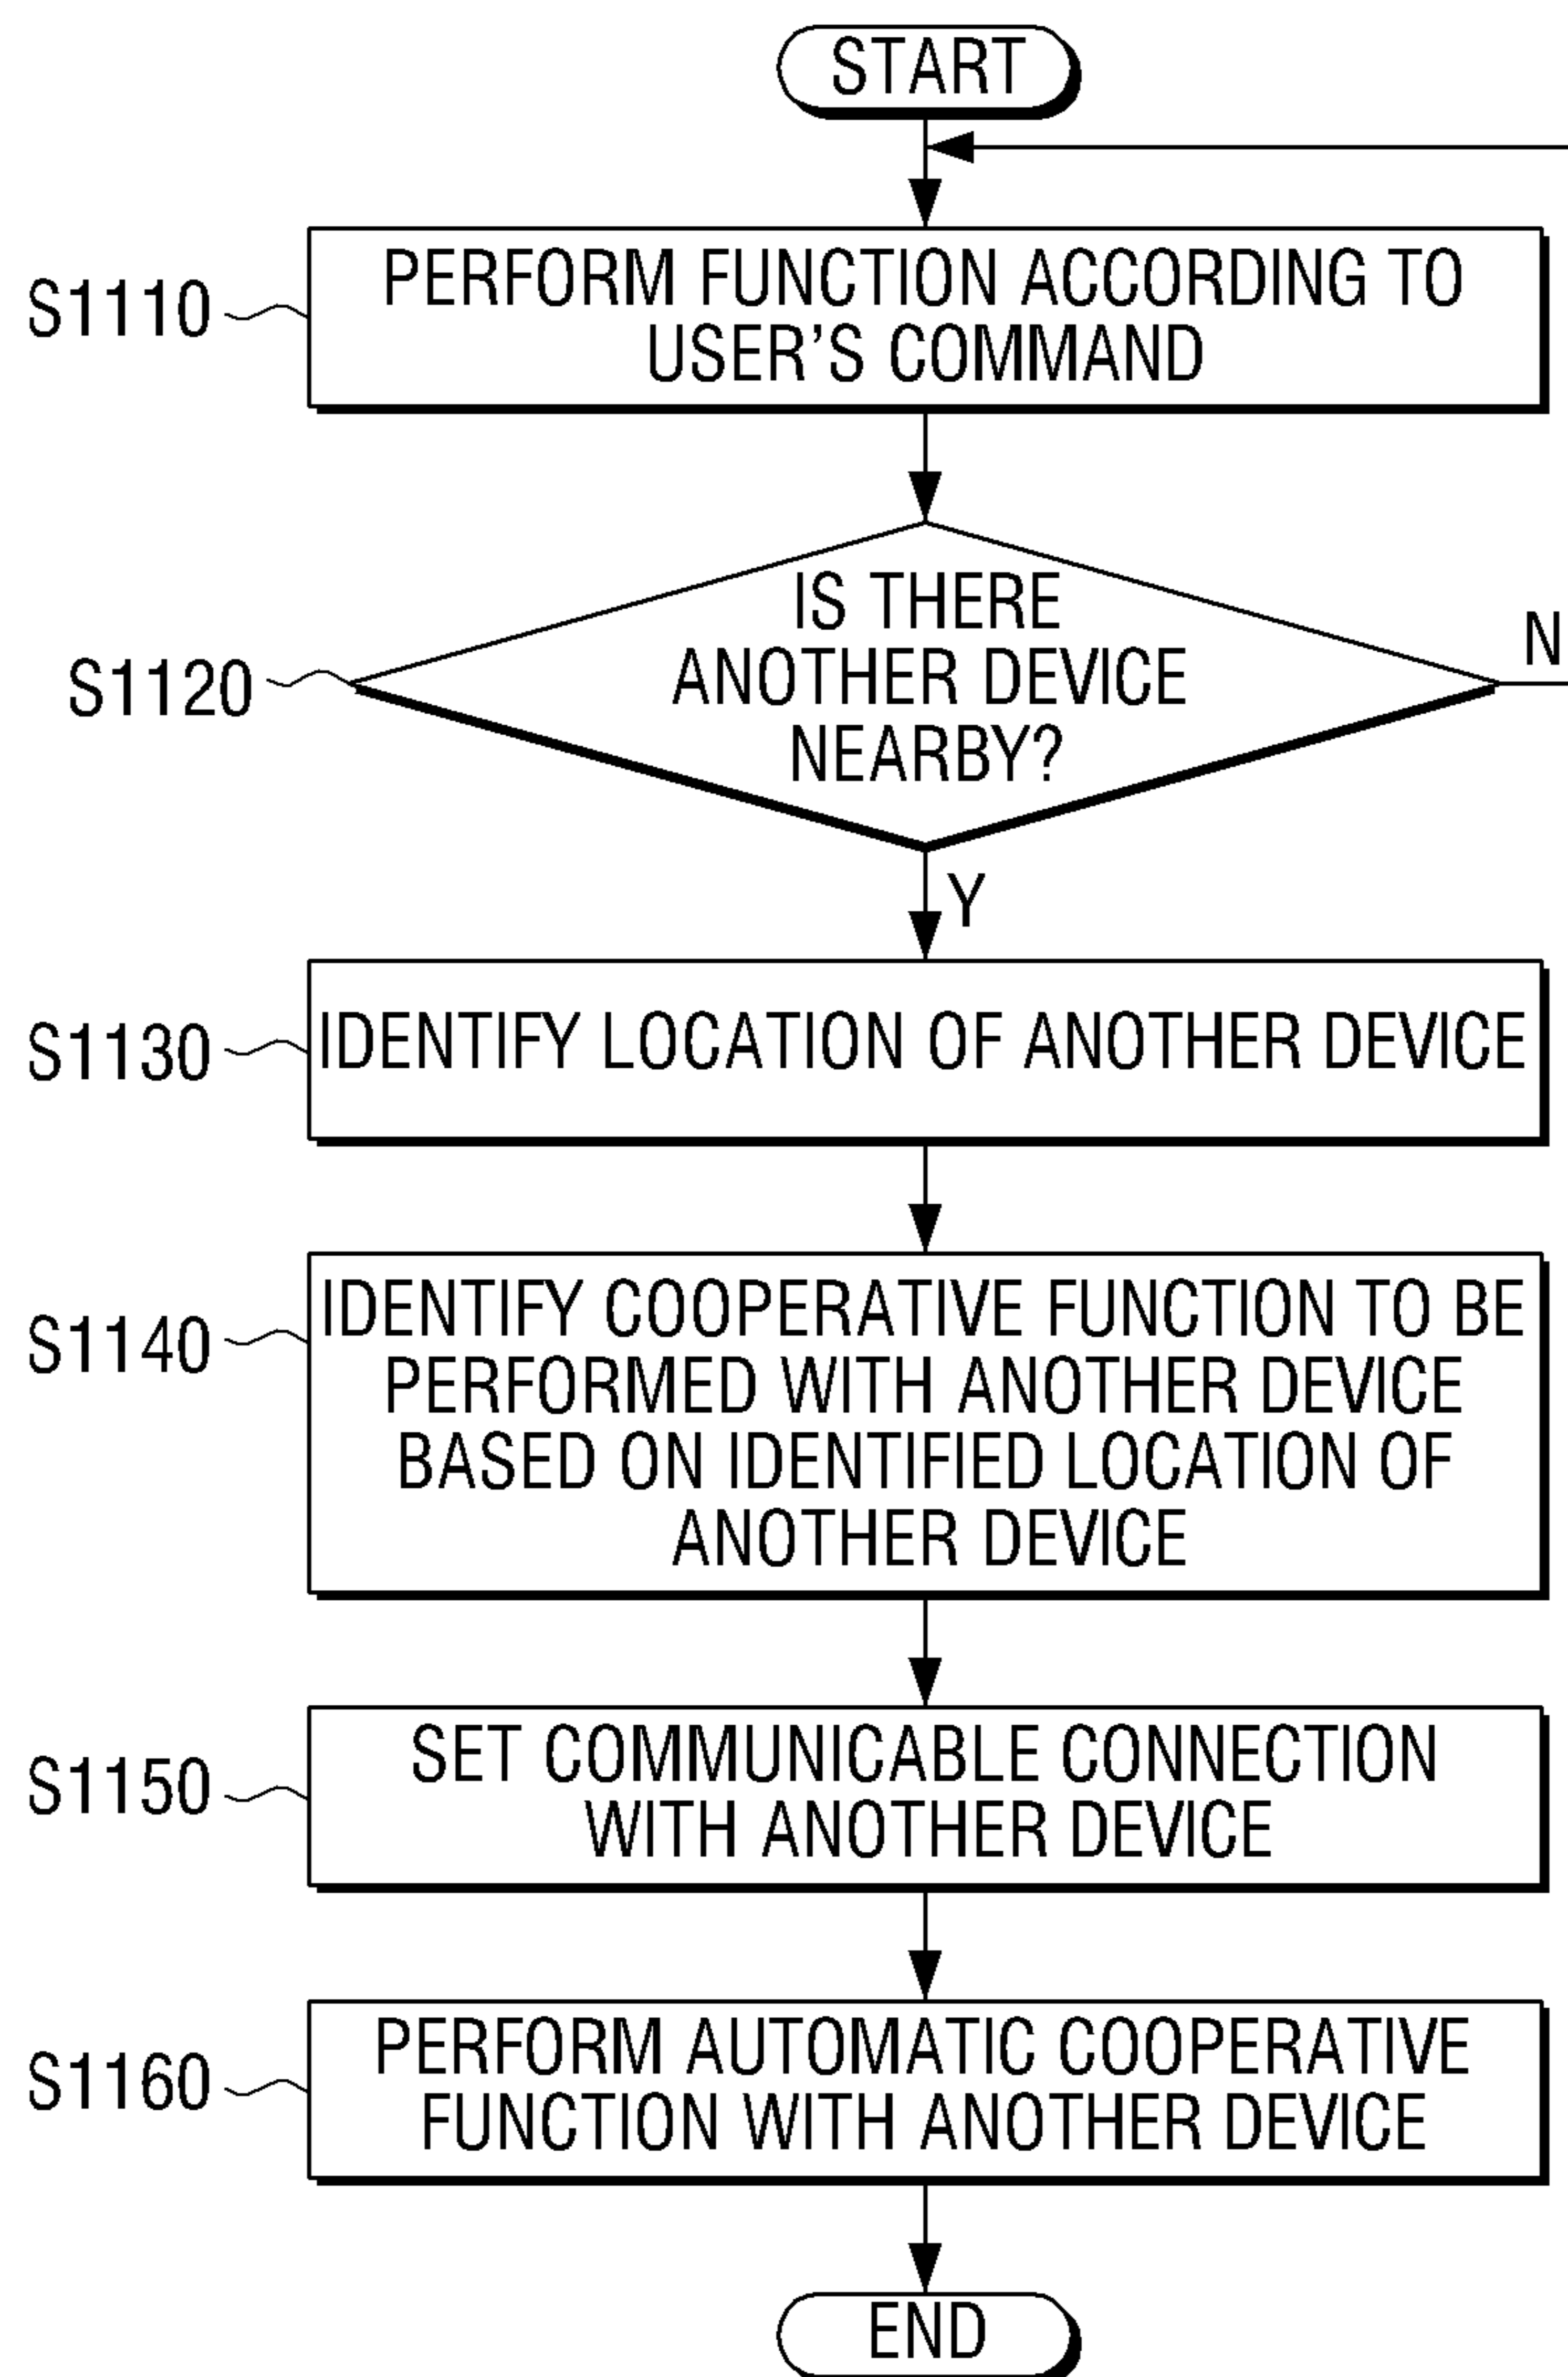 START
S1110
PERFORM FUNCTION ACCORDING TO
USER'S COMMAND
S1120
IS THERE
ANOTHER DEVICE
NEARBY?
N
Y
S1130
IDENTIFY LOCATION OF ANOTHER DEVICE
S1140
IDENTIFY COOPERATIVE FUNCTION TO BE
PERFORMED WITH ANOTHER DEVICE
BASED ON IDENTIFIED LOCATION OF
ANOTHER DEVICE
S1150
SET COMMUNICABLE CONNECTION
WITH ANOTHER DEVICE
S1160
PERFORM AUTOMATIC COOPERATIVE
FUNCTION WITH ANOTHER DEVICE
END